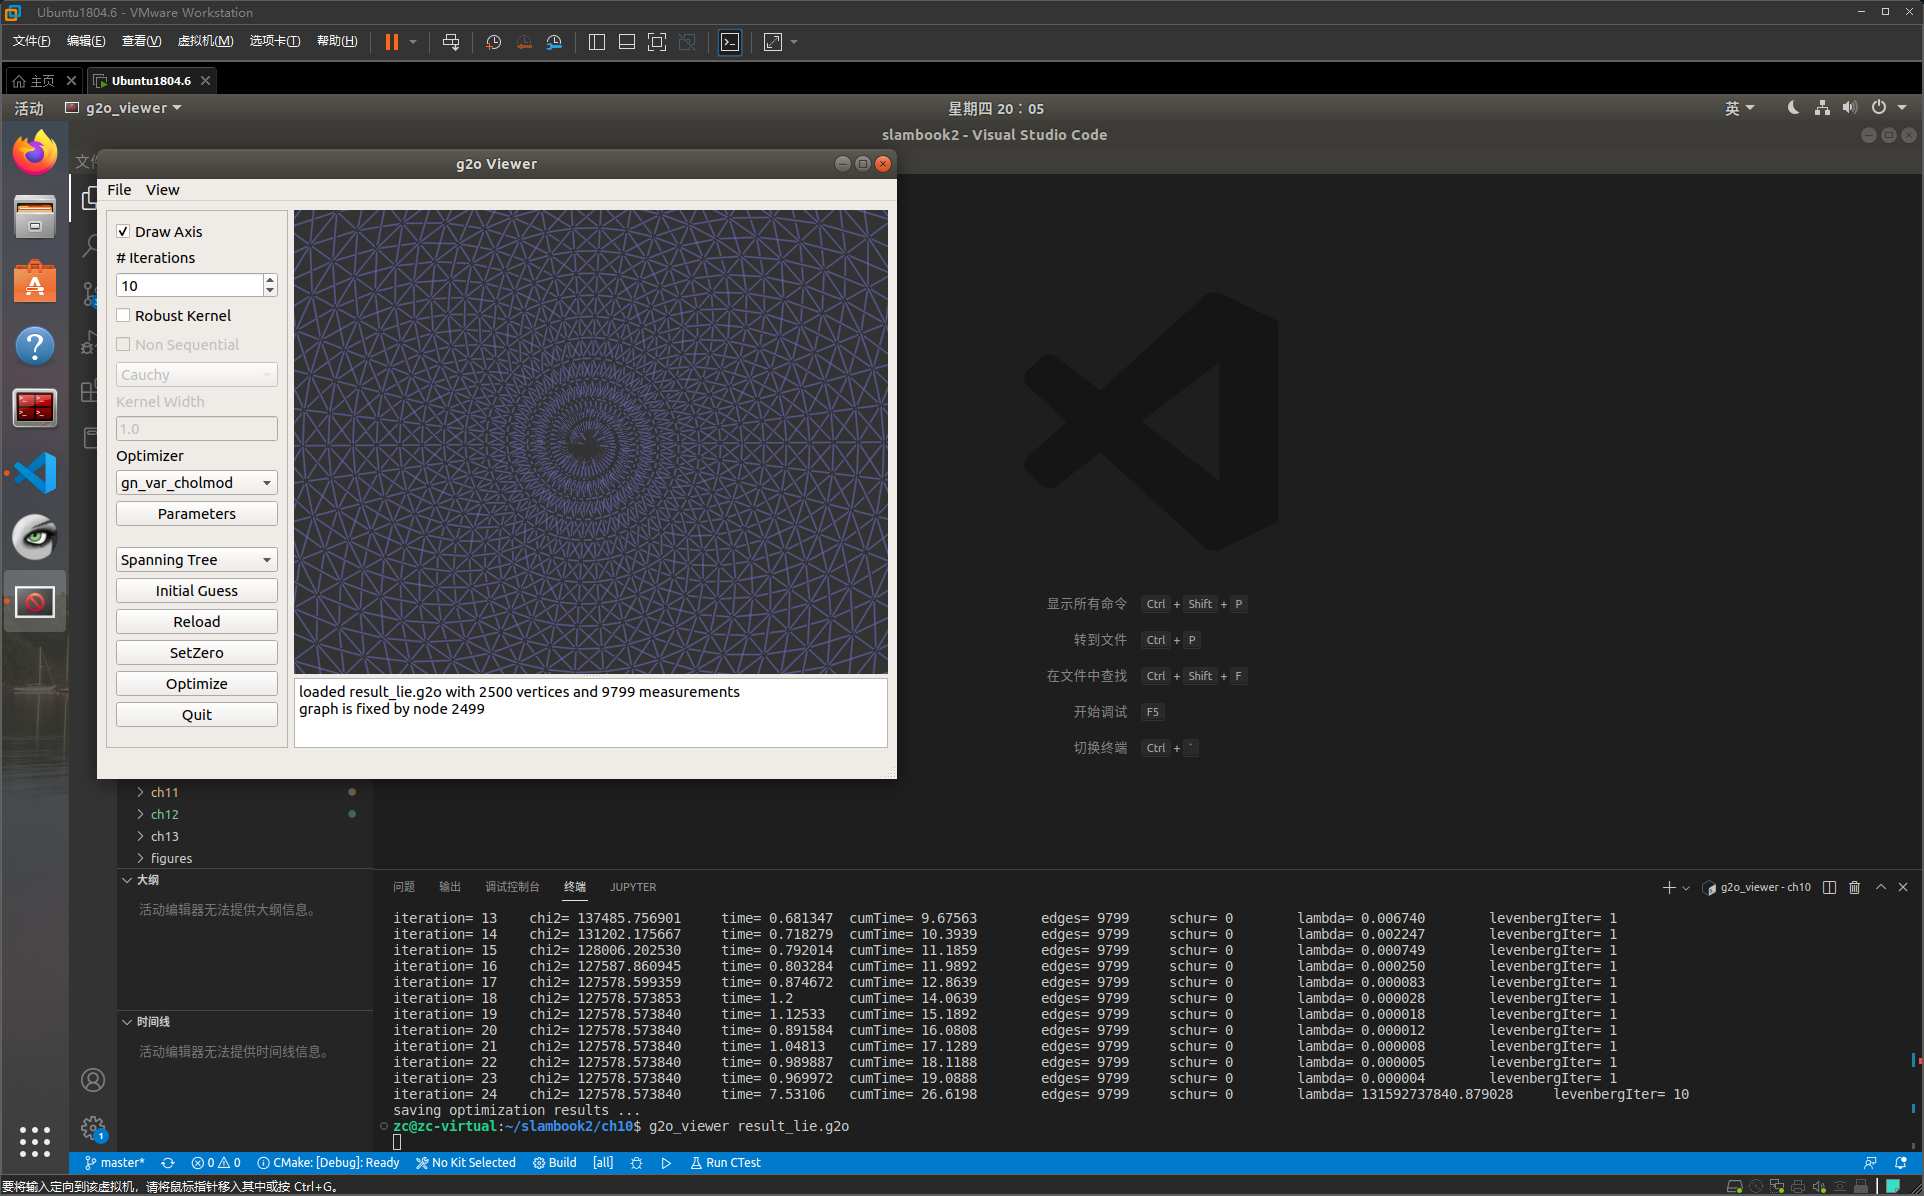 Ubuntu1804.6 - VMware Workstation
文件(F) 编辑(E) 查看(V) 虚拟机(M) 选项卡(T) 帮助(H)
主页 Ubuntu1804.6
活动 g2o_viewer 星期四 20:05 英
slambook2 - Visual Studio Code
g2o Viewer
File View
Draw Axis
# Iterations
10
Robust Kernel
Non Sequential
Cauchy
Kernel Width
1.0
Optimizer
gn_var_cholmod
Parameters
Spanning Tree
Initial Guess
Reload
SetZero
Optimize
Quit
loaded result_lie.g2o with 2500 vertices and 9799 measurements
graph is fixed by node 2499
显示所有命令 Ctrl + Shift + P
转到文件 Ctrl + P
在文件中查找 Ctrl + Shift + F
开始调试 F5
切换终端 Ctrl + `
ch11
ch12
ch13
figures
大纲
活动编辑器无法提供大纲信息。
时间线
活动编辑器无法提供时间线信息。
问题 输出 调试控制台 终端 JUPYTER
g2o_viewer - ch10
iteration= 13 chi2= 137485.756901 time= 0.681347 cumTime= 9.67563 edges= 9799 schur= 0 lambda= 0.006740 levenbergIter= 1
iteration= 14 chi2= 131202.175667 time= 0.718279 cumTime= 10.3939 edges= 9799 schur= 0 lambda= 0.002247 levenbergIter= 1
iteration= 15 chi2= 128006.202530 time= 0.792014 cumTime= 11.1859 edges= 9799 schur= 0 lambda= 0.000749 levenbergIter= 1
iteration= 16 chi2= 127587.860945 time= 0.803284 cumTime= 11.9892 edges= 9799 schur= 0 lambda= 0.000250 levenbergIter= 1
iteration= 17 chi2= 127578.599359 time= 0.874672 cumTime= 12.8639 edges= 9799 schur= 0 lambda= 0.000083 levenbergIter= 1
iteration= 18 chi2= 127578.573853 time= 1.2 cumTime= 14.0639 edges= 9799 schur= 0 lambda= 0.000028 levenbergIter= 1
iteration= 19 chi2= 127578.573840 time= 1.12533 cumTime= 15.1892 edges= 9799 schur= 0 lambda= 0.000018 levenbergIter= 1
iteration= 20 chi2= 127578.573840 time= 0.891584 cumTime= 16.0808 edges= 9799 schur= 0 lambda= 0.000012 levenbergIter= 1
iteration= 21 chi2= 127578.573840 time= 1.04813 cumTime= 17.1289 edges= 9799 schur= 0 lambda= 0.000008 levenbergIter= 1
iteration= 22 chi2= 127578.573840 time= 0.989887 cumTime= 18.1188 edges= 9799 schur= 0 lambda= 0.000005 levenbergIter= 1
iteration= 23 chi2= 127578.573840 time= 0.969972 cumTime= 19.0888 edges= 9799 schur= 0 lambda= 0.000004 levenbergIter= 1
iteration= 24 chi2= 127578.573840 time= 7.53106 cumTime= 26.6198 edges= 9799 schur= 0 lambda= 131592737840.879028 levenbergIter= 10
saving optimization results ...
zc@zc-virtual:~/slambook2/ch10$ g2o_viewer result_lie.g2o
1
master* 0 0 CMake: [Debug]: Ready No Kit Selected Build [all] Run CTest
要将输入定向到该虚拟机，请将鼠标指针移入其中或按 Ctrl+G。